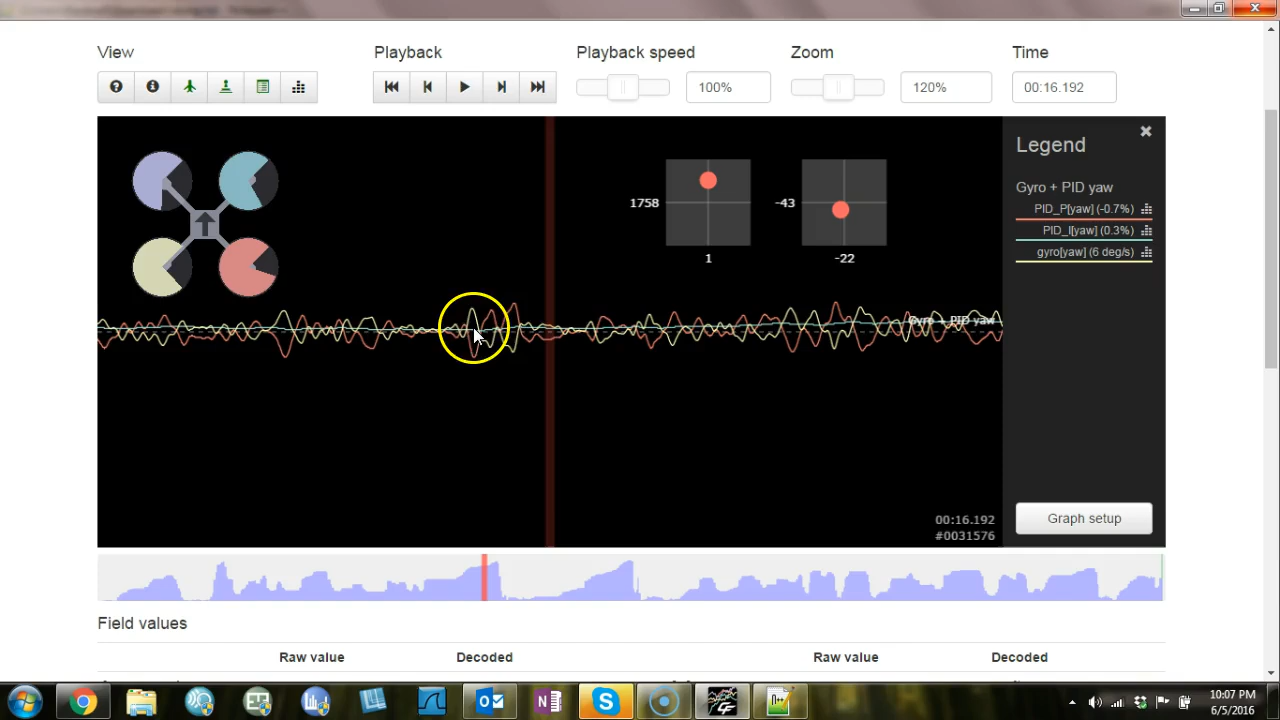 View
Playback
Playback speed
Zoom
Time
100%
120%
00:16.192
Legend
Gyro + PID yaw
PID_P[yaw] (-0.7%)
PID_I[yaw] (0.3%)
gyro[yaw] (6 deg/s)
1758
1
-43
-22
Gyro + PID yaw
00:16.192
#0031576
Graph setup
Field values
Raw value
Decoded
Raw value
Decoded
10:07 PM
6/5/2016